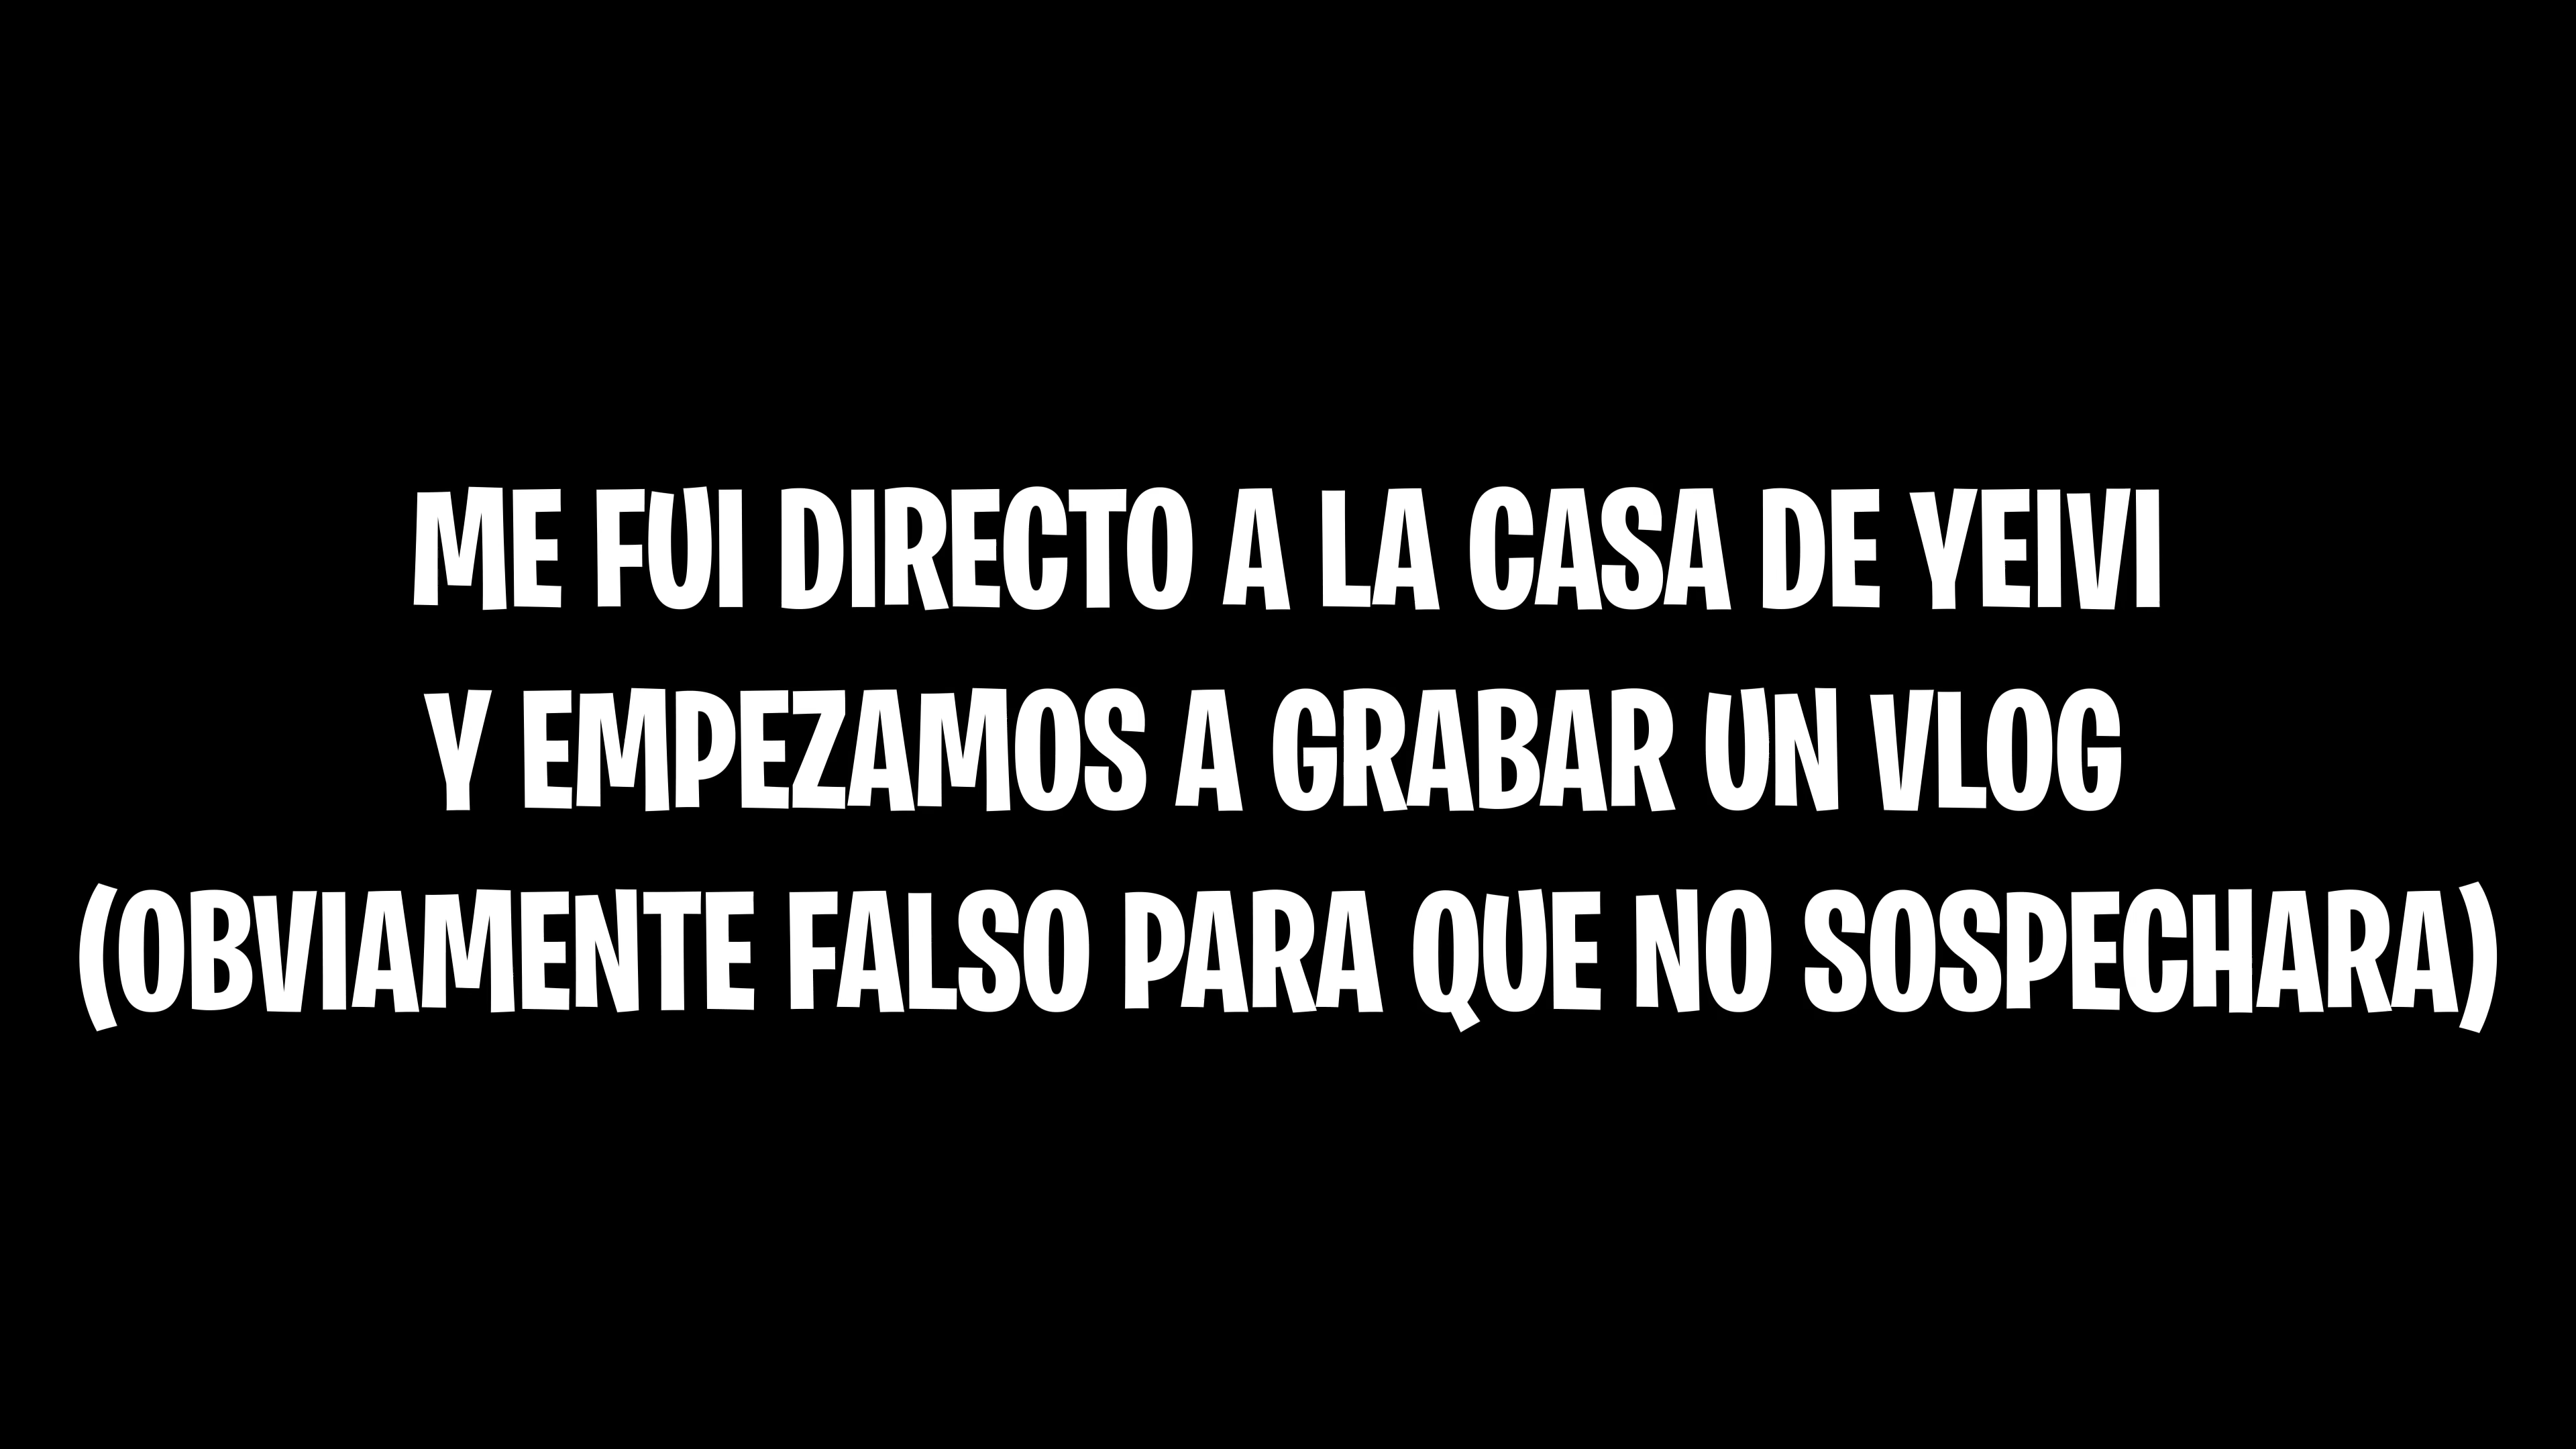 ME FUI DIRECTO A LA CASA DE YEIVI
Y EMPEZAMOS A GRABAR UN VLOG
(OBVIAMENTE FALSO PARA QUE NO SOSPECHARA)